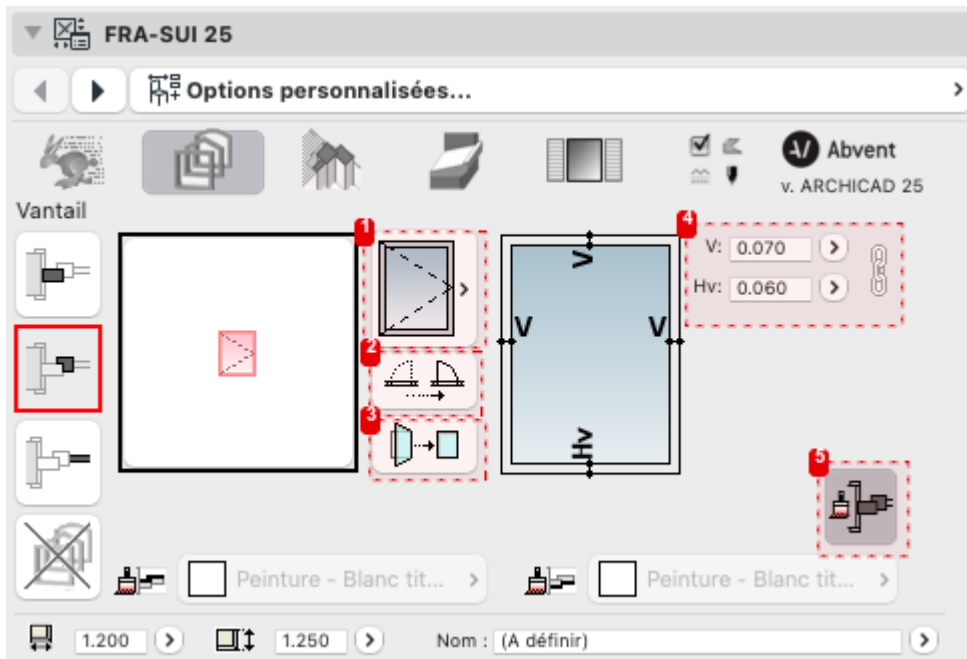 FRA-SUI 25
Options personnalisées...
Abvent
v. ARCHICAD 25
Vantail
1
2
3
V
V
V
Hv
4
V: 0.070
Hv: 0.060
5
Peinture - Blanc tit...
Peinture - Blanc tit...
1.200
1.250
Nom : (A définir)